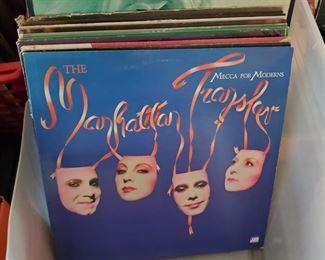 THE
MECCA FOR MODERNS
Manhattan Transfer